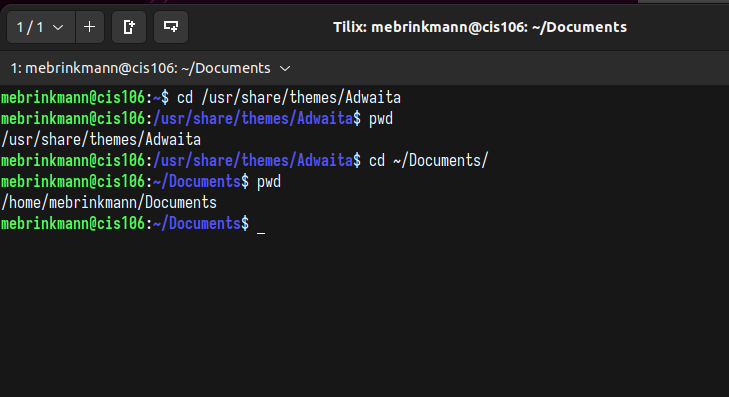 1 / 1
Tilix: mebrinkmann@cis106: ~/Documents
1: mebrinkmann@cis106: ~/Documents
mebrinkmann@cis106:~$ cd /usr/share/themes/Adwaita
mebrinkmann@cis106:/usr/share/themes/Adwaita$ pwd
/usr/share/themes/Adwaita
mebrinkmann@cis106:/usr/share/themes/Adwaita$ cd ~/Documents/
mebrinkmann@cis106:~/Documents$ pwd
/home/mebrinkmann/Documents
mebrinkmann@cis106:~/Documents$